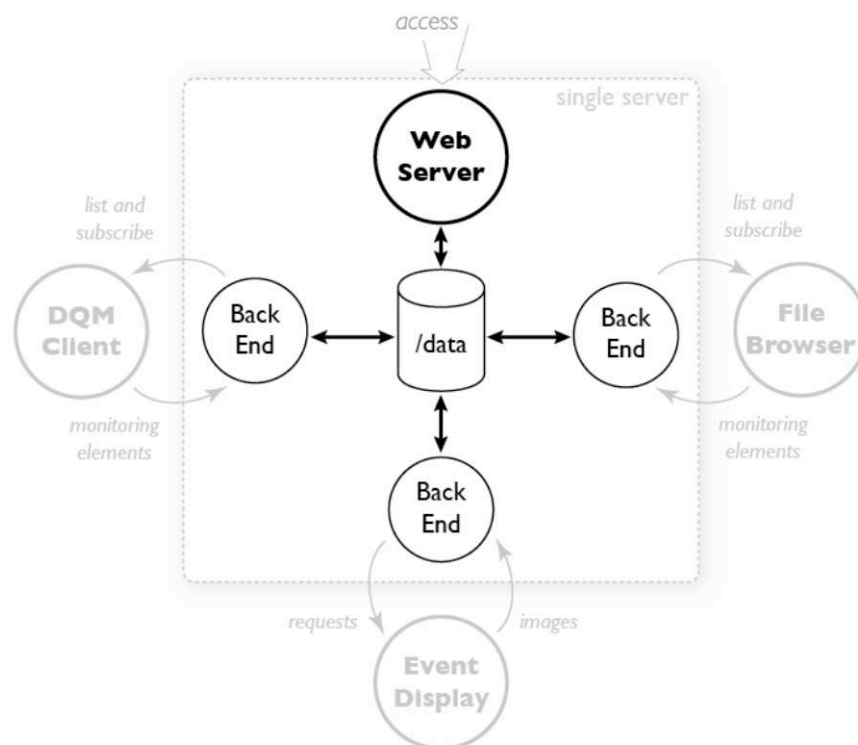 access
single server
Web
Server
list and
subscribe
list and
subscribe
DQM
Client
Back
End
/data
Back
End
File
Browser
monitoring
elements
monitoring
elements
Back
End
requests
images
Event
Display